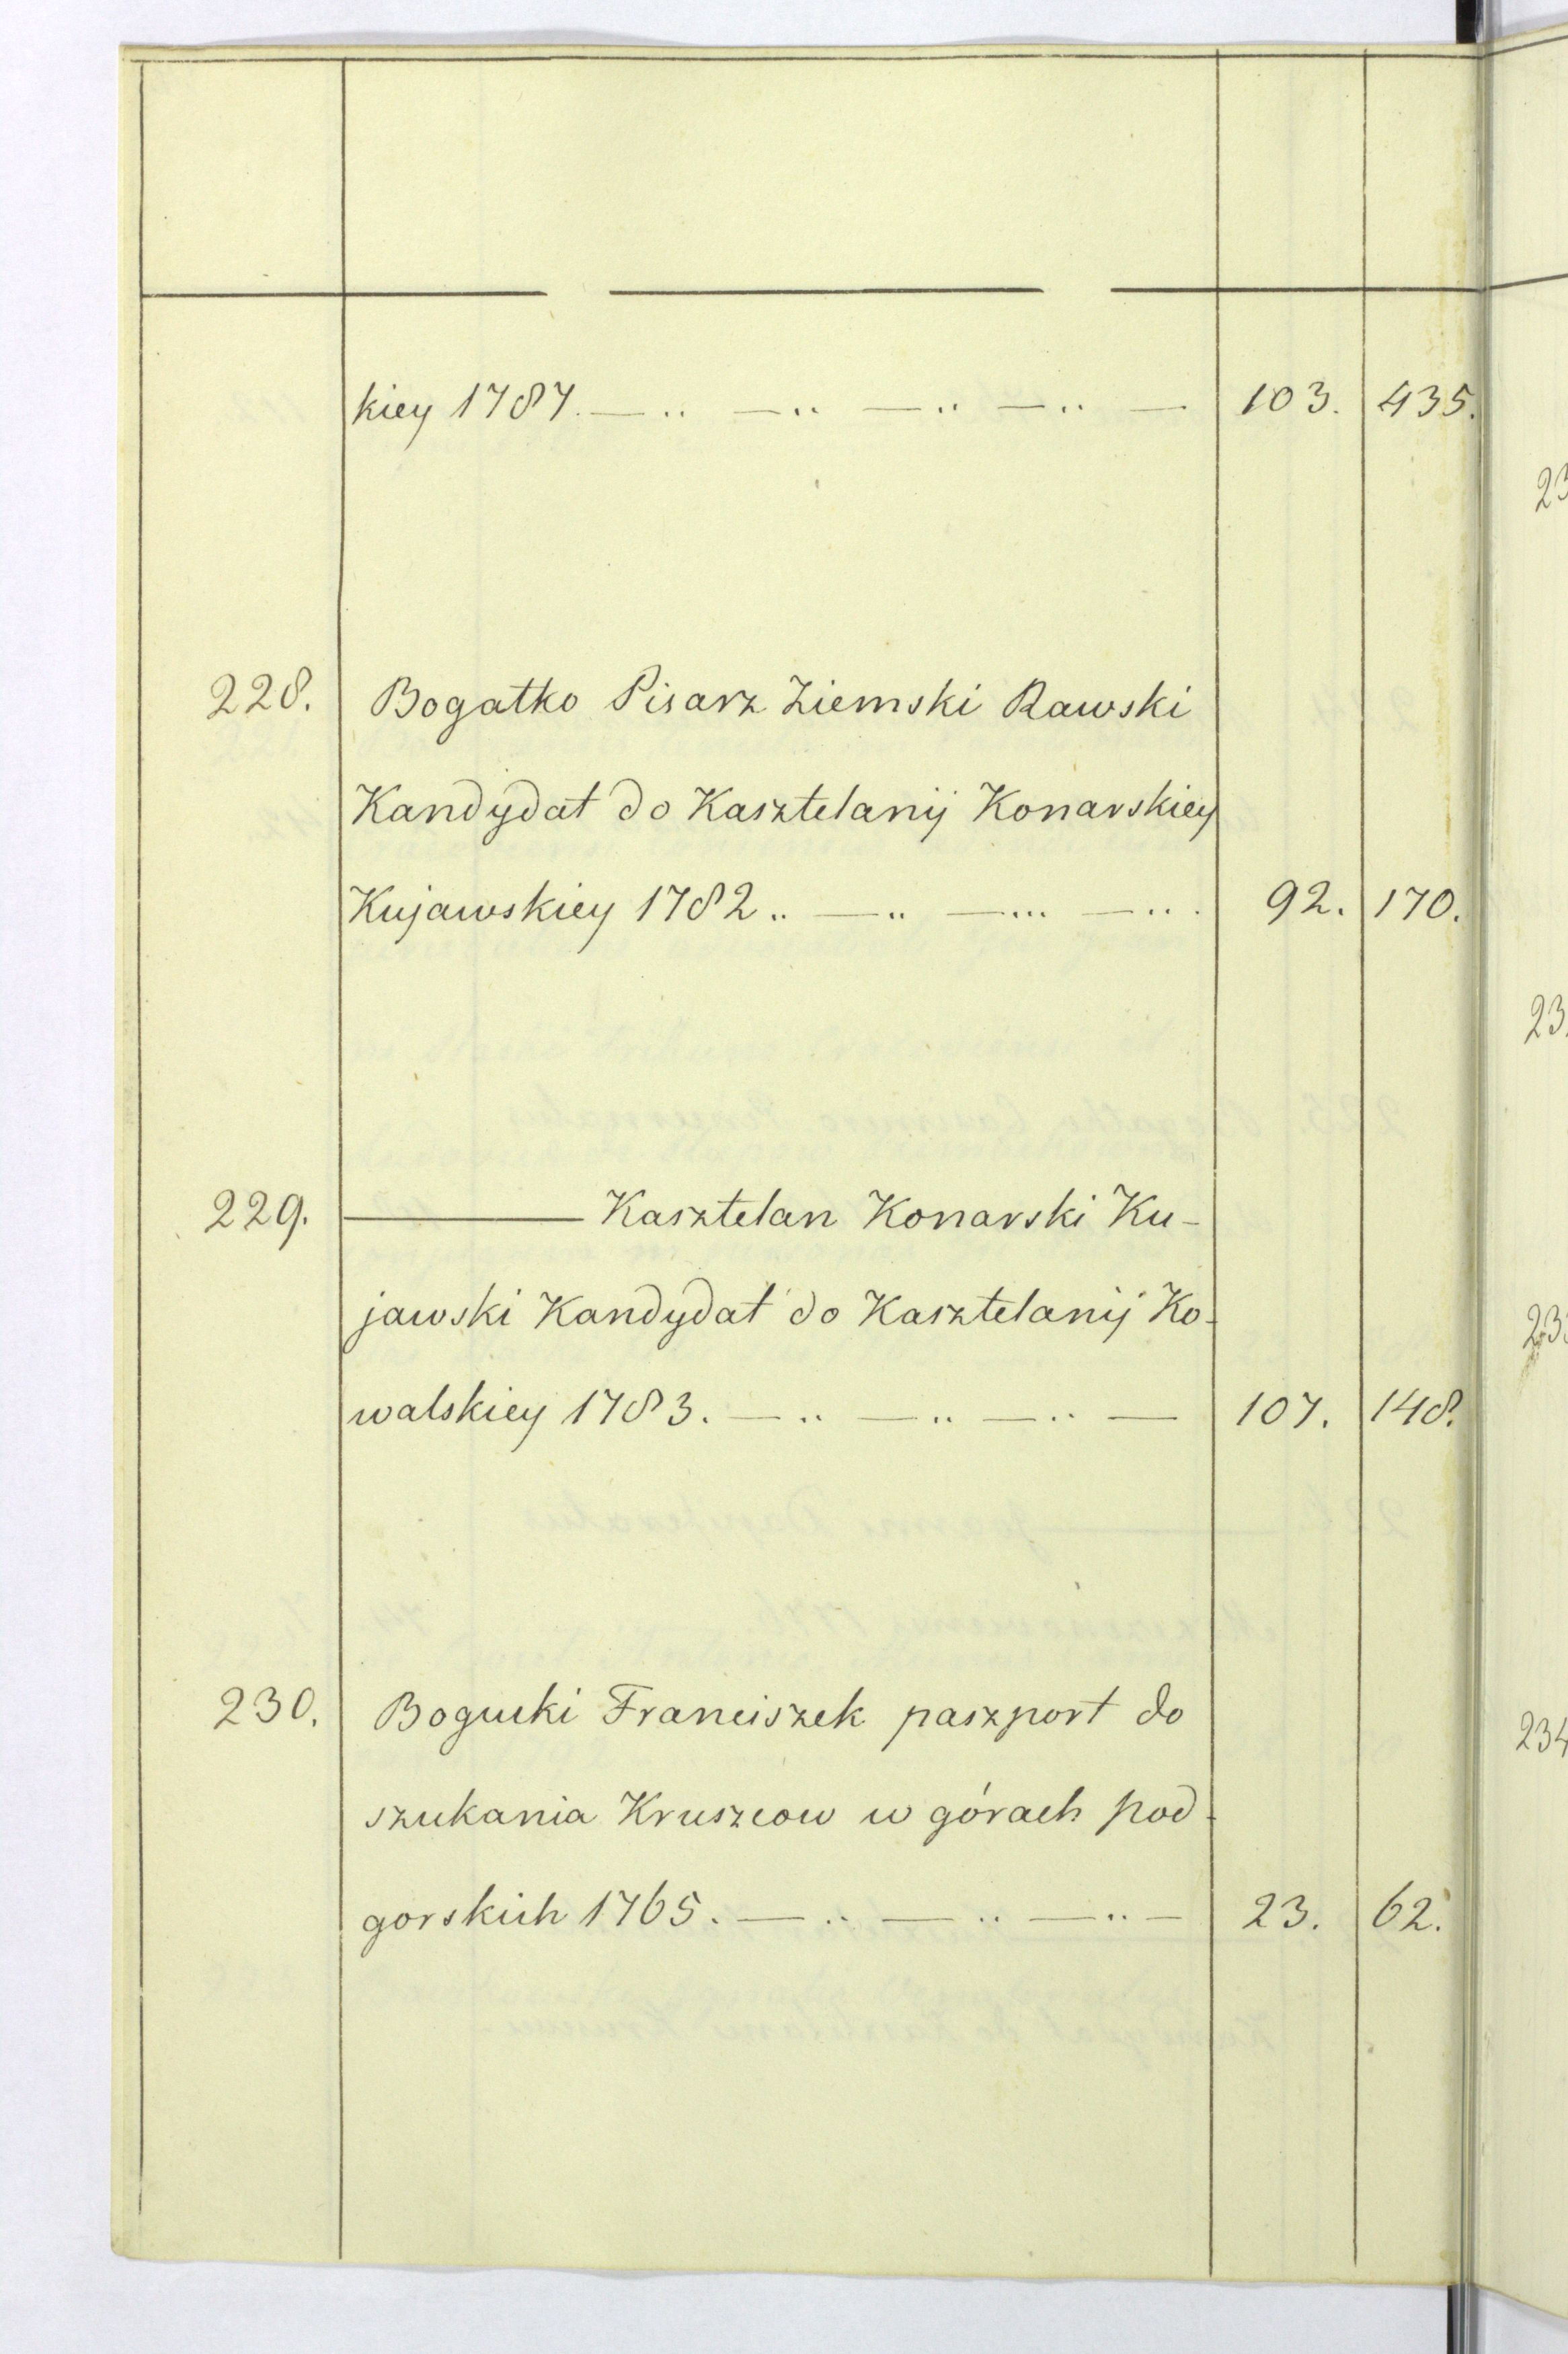 kiey 1787. — .. — .. — .. — .. — 103. 435.
228. Bogatko Pisarz Ziemski Rawski
Kandydat do Kasztelanij Konarskiey
Kujawskiey 1782 .. — .. — ... — ... 92. 170.
229. ——— Kasztelan Konarski Ku-
jawski Kandydat do Kasztelanij Ko-
walskiey 1783. — .. — .. — .. — 107. 148.
230. Bogucki Franciszek paszport do
szukania Kruszcow w górach pod-
gorskich 1765. — .. — .. — .. — 23. 62.
234